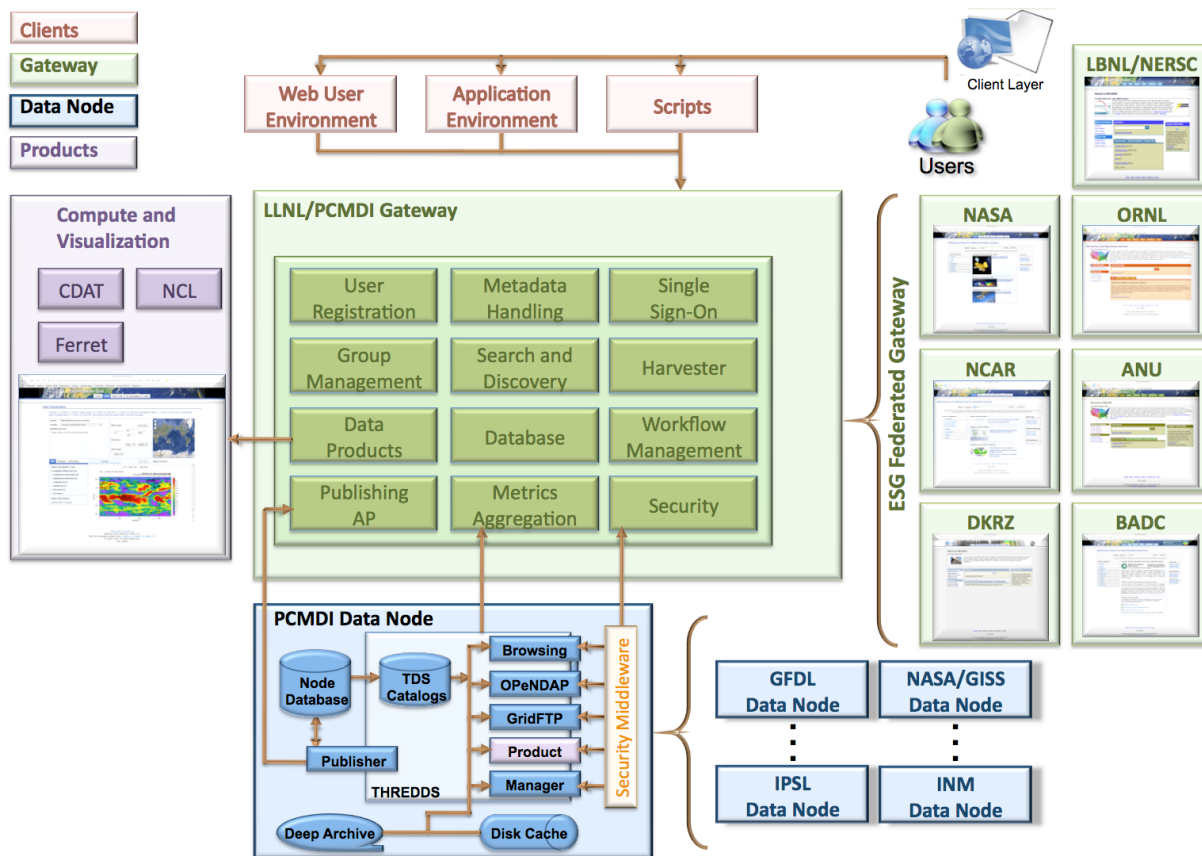 Clients
Gateway
Data Node
Products
Client Layer
Users
Web User
Environment
Application
Environment
Scripts
LBNL/NERSC
Compute and
Visualization
CDAT
NCL
Ferret
LLNL/PCMDI Gateway
User
Registration
Metadata
Handling
Single
Sign-On
Group
Management
Search and
Discovery
Harvester
Data
Products
Database
Workflow
Management
Publishing
AP
Metrics
Aggregation
Security
ESG Federated Gateway
NASA
ORNL
NCAR
ANU
DKRZ
BADC
PCMDI Data Node
Node
Database
TDS
Catalogs
Publisher
THREDDS
Browsing
OPeNDAP
GridFTP
Product
Manager
Security Middleware
Deep Archive
Disk Cache
GFDL
Data Node
NASA/GISS
Data Node
IPSL
Data Node
INM
Data Node